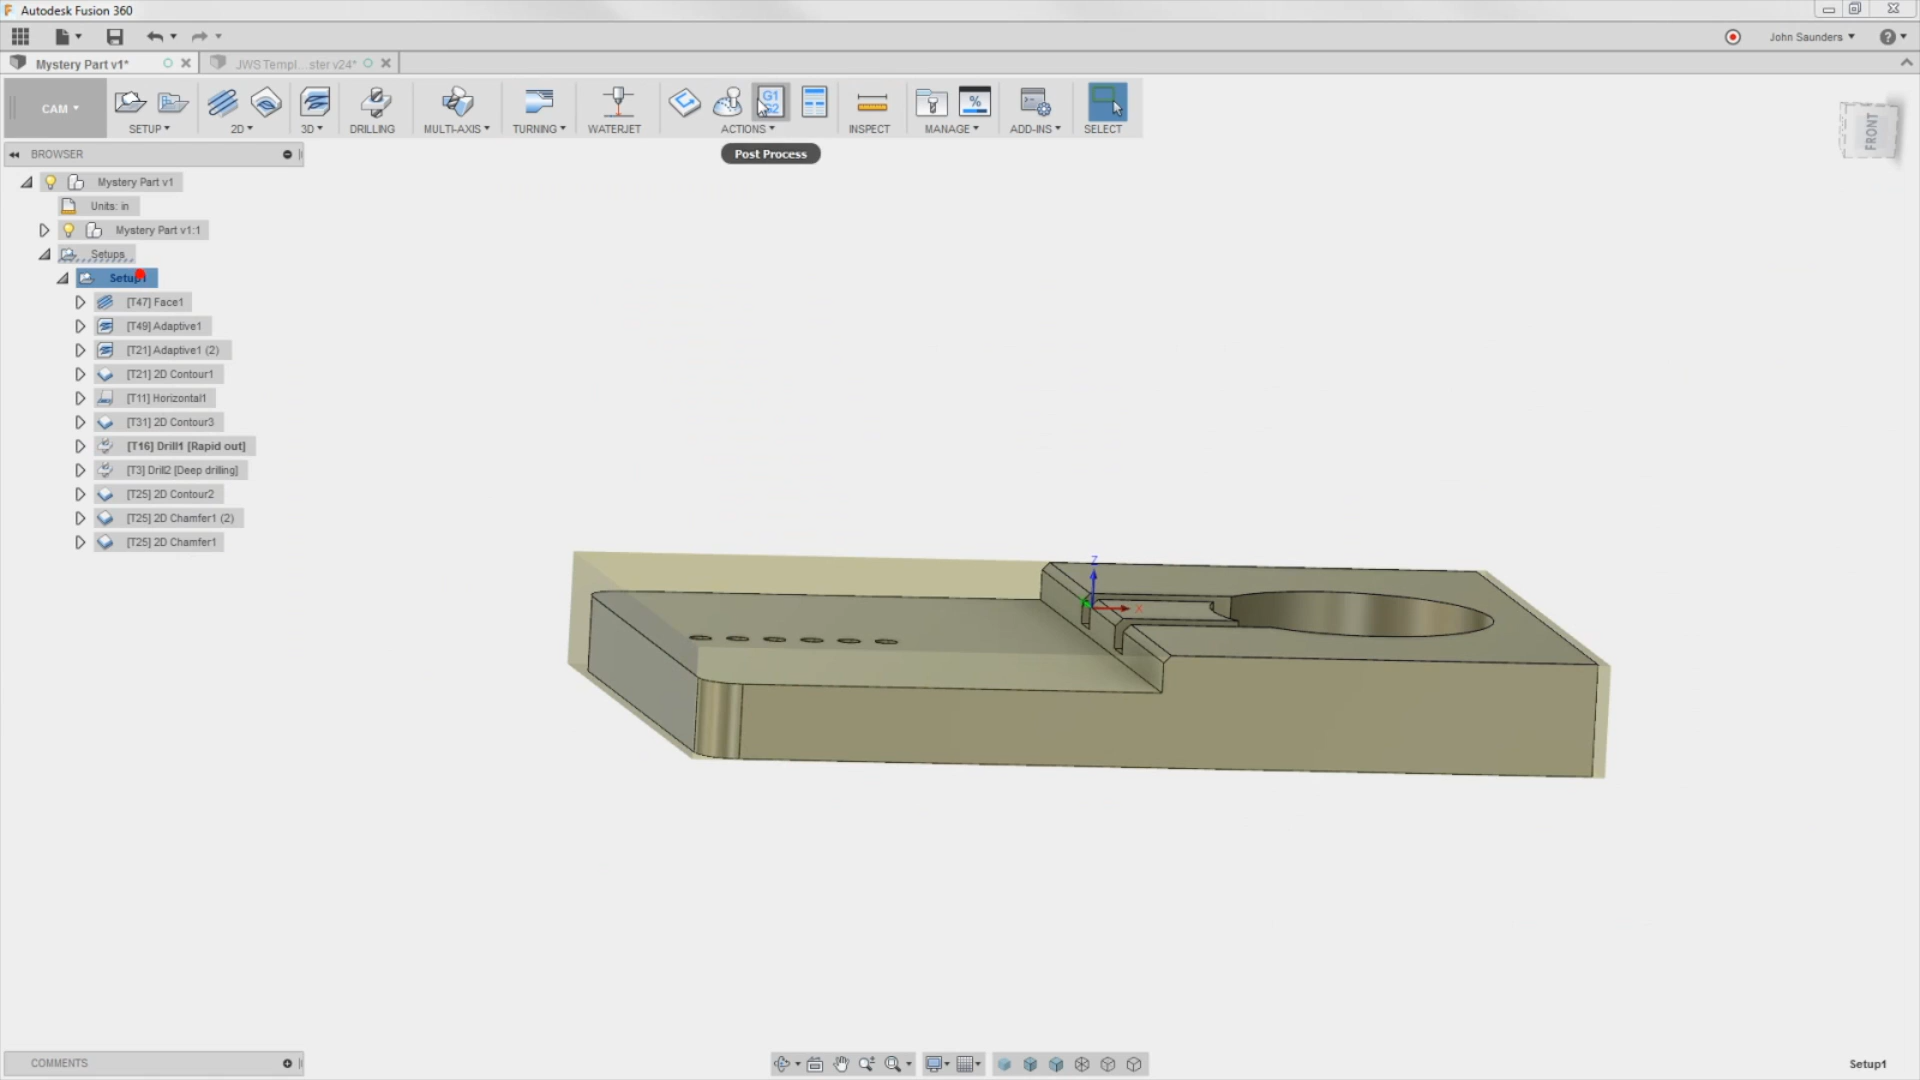 Autodesk Fusion 360
John Saunders
Mystery Part v1*
JWS Templ...ster v24*
CAM
SETUP
2D
3D
DRILLING
MULTI-AXIS
TURNING
WATERJET
G1
G2
ACTIONS
INSPECT
%
MANAGE
ADD-INS
SELECT
FRONT
Post Process
BROWSER
Mystery Part v1
Units: in
Mystery Part v1:1
Setups
Setup1
[T47] Face1
[T49] Adaptive1
[T21] Adaptive1 (2)
[T21] 2D Contour1
[T11] Horizontal1
[T31] 2D Contour3
[T16] Drill1 [Rapid out]
[T3] Drill2 [Deep drilling]
[T25] 2D Contour2
[T25] 2D Chamfer1 (2)
[T25] 2D Chamfer1
Z
X
COMMENTS
Setup1